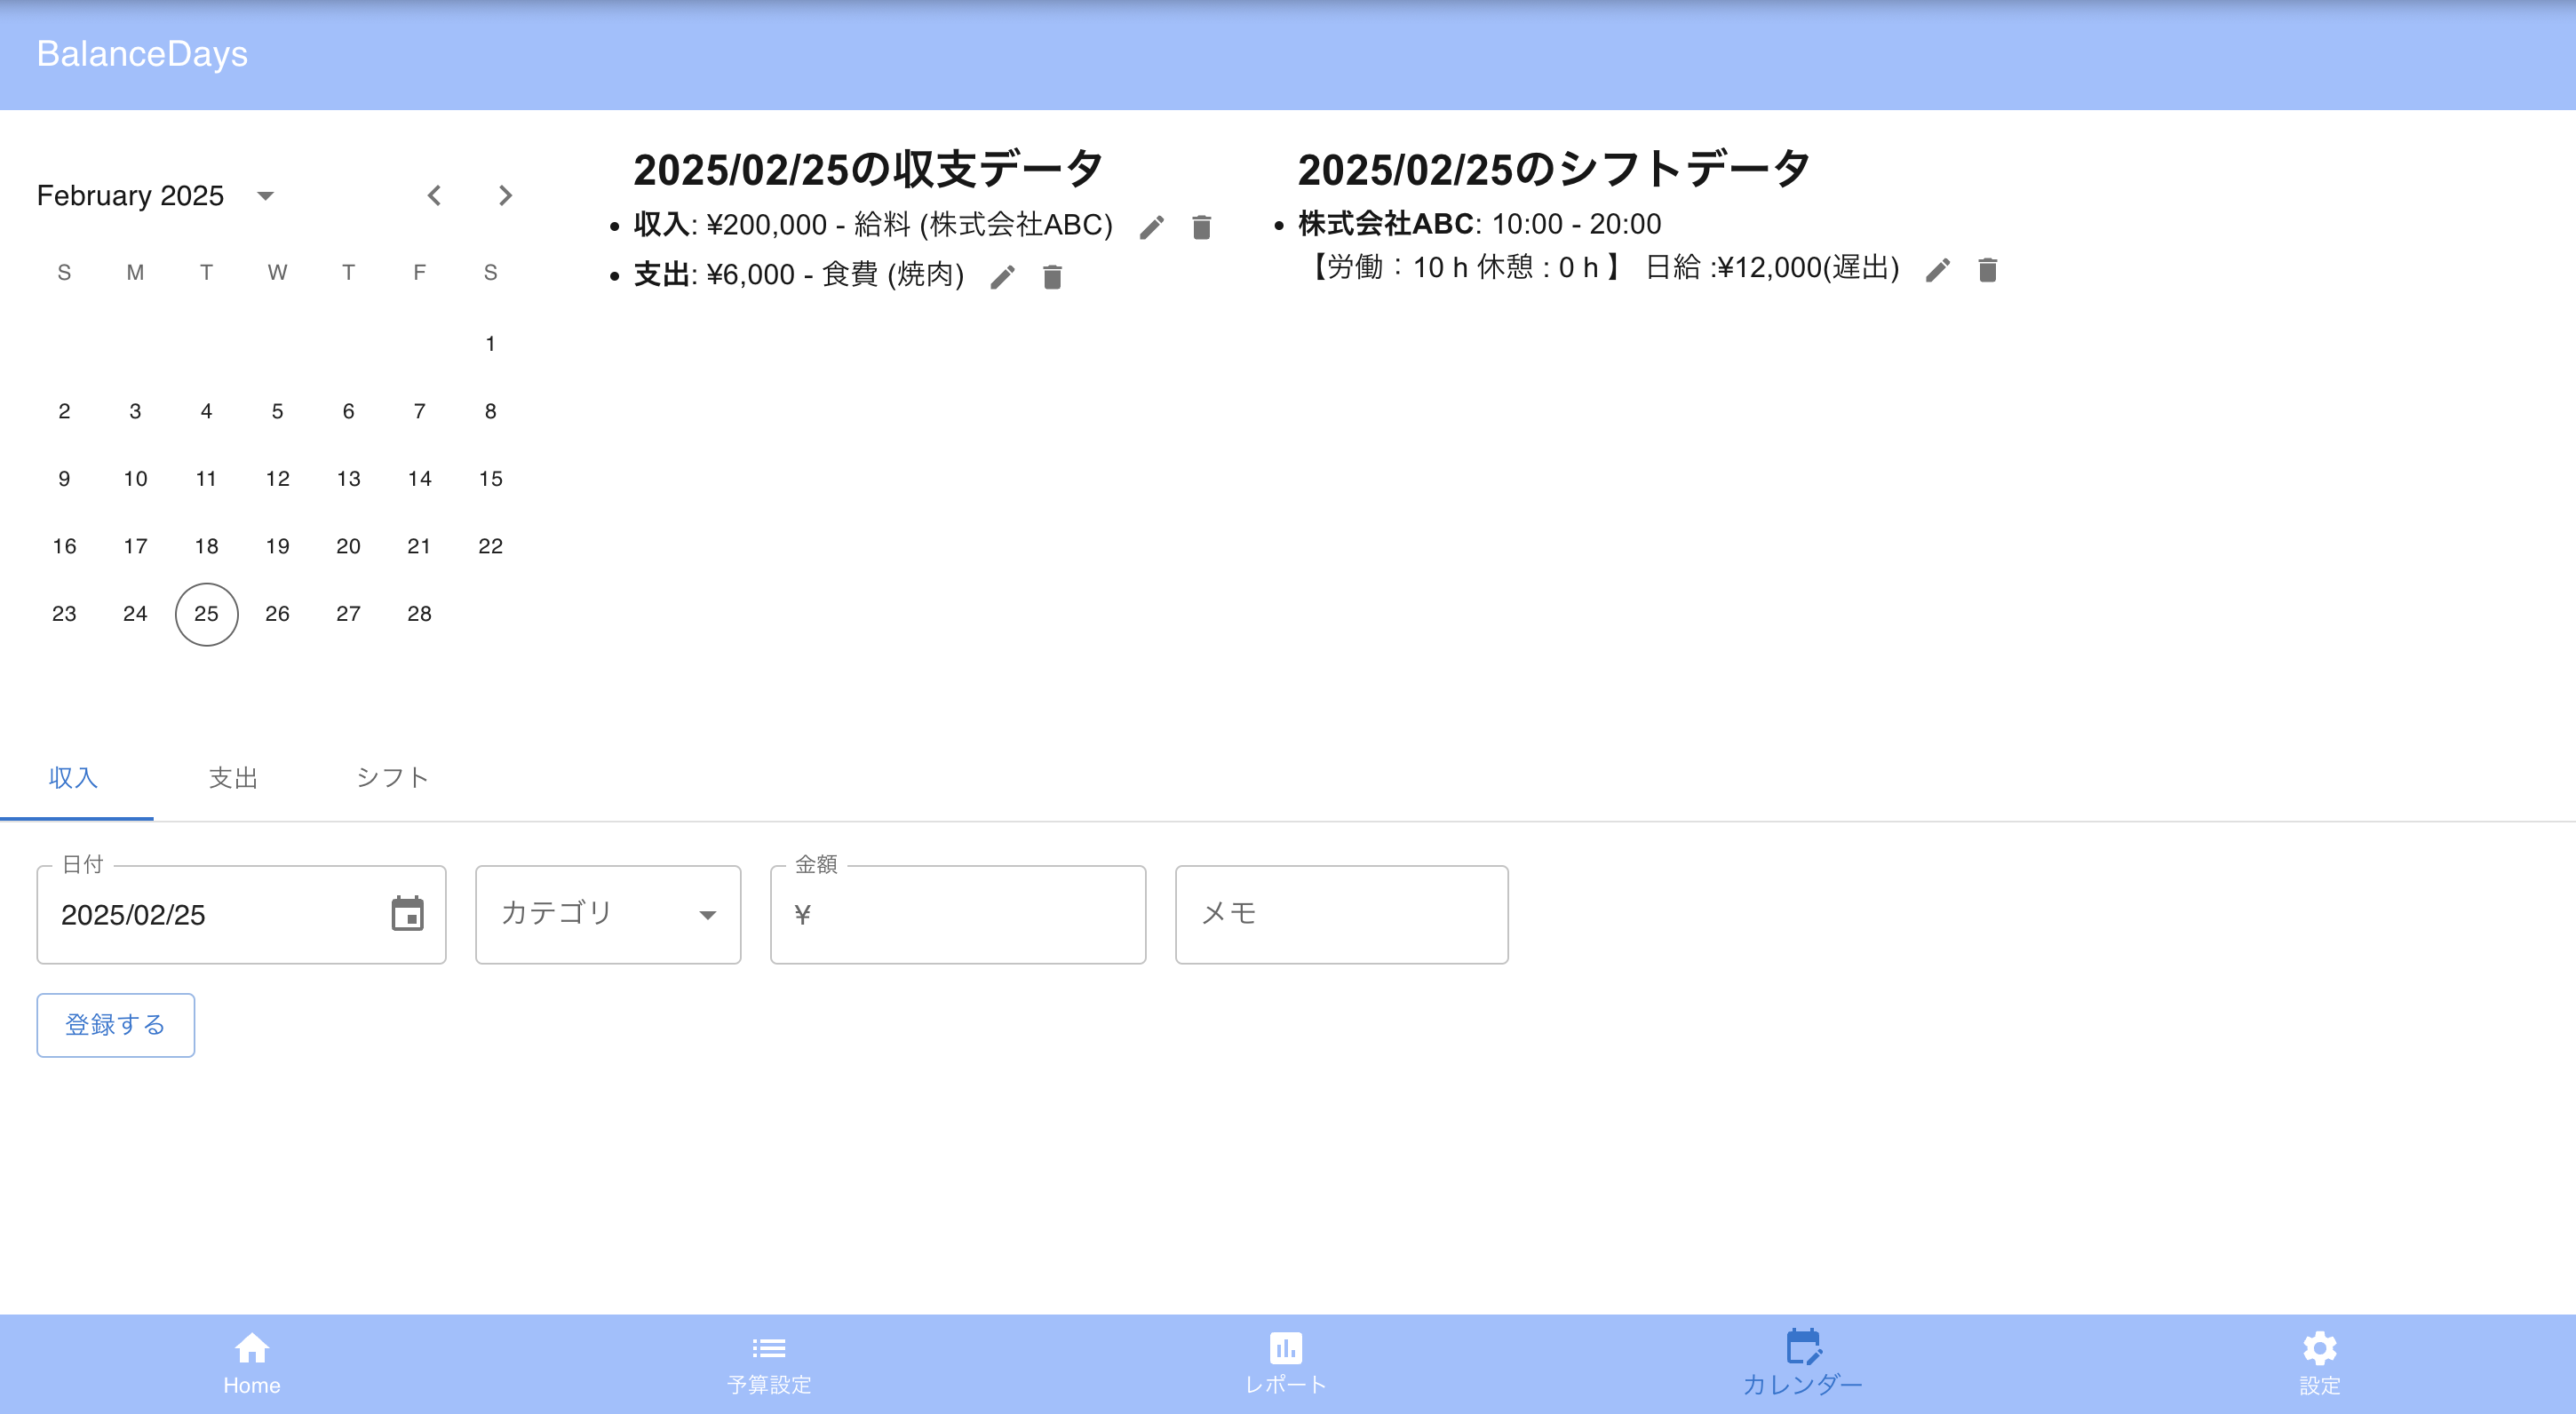 BalanceDays
February 2025
S M T W T F S
1
2 3 4 5 6 7 8
9 10 11 12 13 14 15
16 17 18 19 20 21 22
23 24 25 26 27 28
2025/02/25の収支データ
収入: ¥200,000 - 給料 (株式会社ABC)
支出: ¥6,000 - 食費 (焼肉)
2025/02/25のシフトデータ
株式会社ABC: 10:00 - 20:00
【労働：10 h 休憩 : 0 h 】 日給 :¥12,000(遅出)
収入 支出 シフト
日付
2025/02/25
カテゴリ
金額
¥
メモ
登録する
Home 予算設定 レポート カレンダー 設定